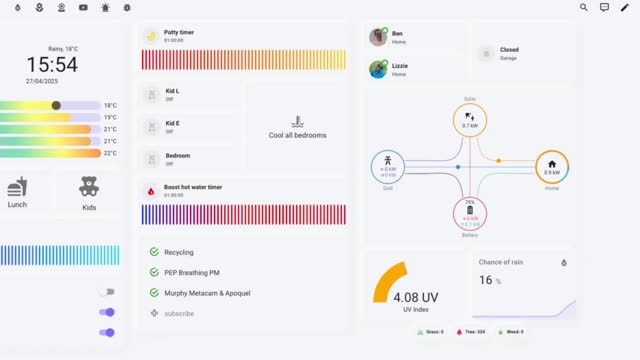 Rainy, 18°C
15:54
27/04/2025
18°C
19°C
21°C
21°C
22°C
Lunch
Kids
Potty timer
01:00:00
Kid L
Off
Kid E
Off
Bedroom
Off
Cool all bedrooms
Boost hot water timer
01:00:00
Recycling
PEP Breathing PM
Murphy Metacam & Apoquel
subscribe
Ben
Home
Lizzie
Home
Closed
Garage
Solar
0.7 kW
0 kW
0 kW
Grid
0.5 kW
Home
75%
0 kW
0.1 kW
Battery
4.08 UV
UV Index
Chance of rain
16 %
Grass: 0
Tree: 324
Weed: 0